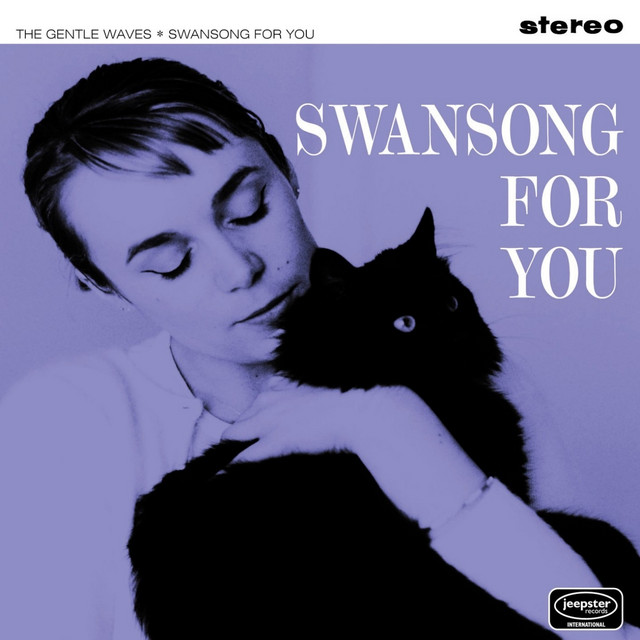 THE GENTLE WAVES * SWANSONG FOR YOU
stereo
SWANSONG
FOR
YOU
jeepster
records
INTERNATIONAL